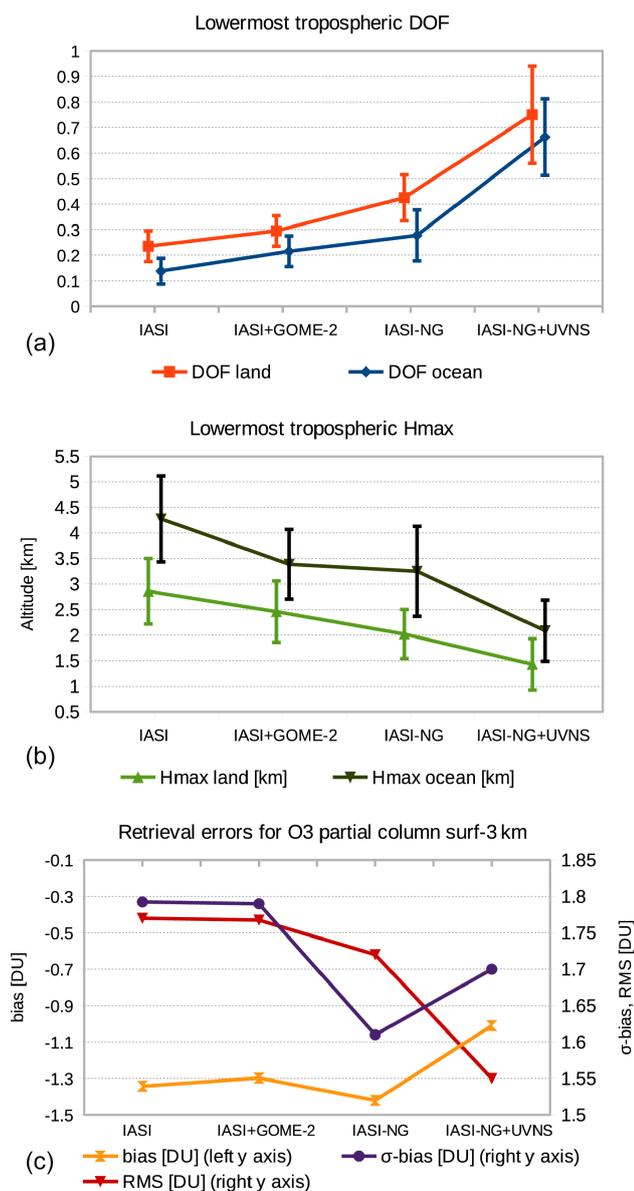 Lowermost tropospheric DOF
1
0.9
0.8
0.7
0.6
0.5
0.4
0.3
0.2
0.1
0
IASI IASI+GOME-2 IASI-NG IASI-NG+UVNS
(a)
DOF land DOF ocean
Lowermost tropospheric Hmax
Altitude [km]
5.5
5
4.5
4
3.5
3
2.5
2
1.5
1
0.5
IASI IASI+GOME-2 IASI-NG IASI-NG+UVNS
(b)
Hmax land [km] Hmax ocean [km]
Retrieval errors for O3 partial column surf-3 km
bias [DU]
-0.1
-0.3
-0.5
-0.7
-0.9
-1.1
-1.3
-1.5
1.85
1.8
1.75
1.7
1.65
1.6
1.55
1.5
σ-bias, RMS [DU]
IASI IASI+GOME-2 IASI-NG IASI-NG+UVNS
(c)
bias [DU] (left y axis) σ-bias [DU] (right y axis)
RMS [DU] (right y axis)